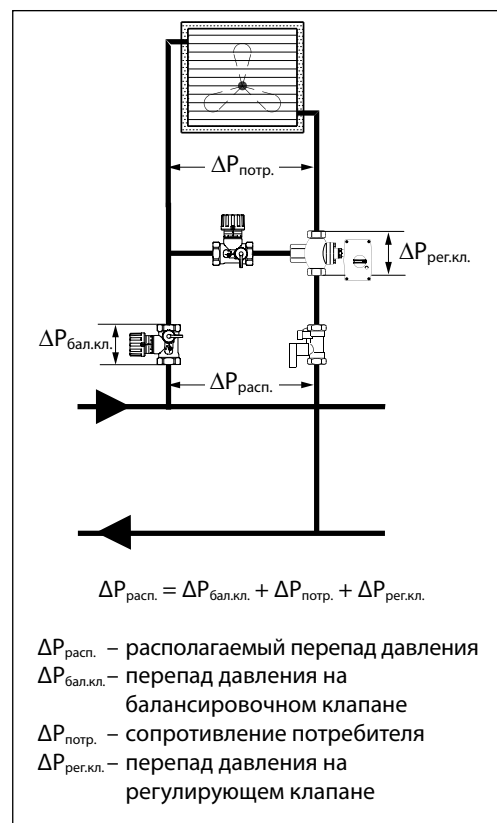 ΔPпотр.
ΔPрег.кл.
ΔPбал.кл.
ΔPрасп.
ΔPрасп. = ΔPбал.кл. + ΔPпотр. + ΔPрег.кл.
ΔPрасп. – располагаемый перепад давления
ΔPбал.кл. – перепад давления на
балансировочном клапане
ΔPпотр. – сопротивление потребителя
ΔPрег.кл. – перепад давления на
регулирующем клапане